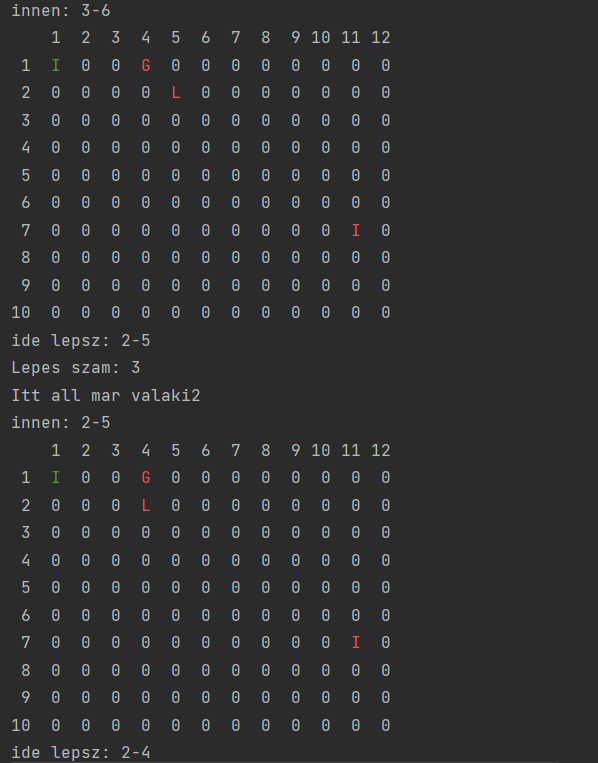 innen: 3-6
1 2 3 4 5 6 7 8 9 10 11 12
1 I 0 0 G 0 0 0 0 0 0 0 0
2 0 0 0 0 L 0 0 0 0 0 0 0
3 0 0 0 0 0 0 0 0 0 0 0 0
4 0 0 0 0 0 0 0 0 0 0 0 0
5 0 0 0 0 0 0 0 0 0 0 0 0
6 0 0 0 0 0 0 0 0 0 0 0 0
7 0 0 0 0 0 0 0 0 0 0 I 0
8 0 0 0 0 0 0 0 0 0 0 0 0
9 0 0 0 0 0 0 0 0 0 0 0 0
10 0 0 0 0 0 0 0 0 0 0 0 0
ide lepsz: 2-5
Lepes szam: 3
Itt all mar valaki2
innen: 2-5
1 2 3 4 5 6 7 8 9 10 11 12
1 I 0 0 G 0 0 0 0 0 0 0 0
2 0 0 0 L 0 0 0 0 0 0 0 0
3 0 0 0 0 0 0 0 0 0 0 0 0
4 0 0 0 0 0 0 0 0 0 0 0 0
5 0 0 0 0 0 0 0 0 0 0 0 0
6 0 0 0 0 0 0 0 0 0 0 0 0
7 0 0 0 0 0 0 0 0 0 0 I 0
8 0 0 0 0 0 0 0 0 0 0 0 0
9 0 0 0 0 0 0 0 0 0 0 0 0
10 0 0 0 0 0 0 0 0 0 0 0 0
ide lepsz: 2-4